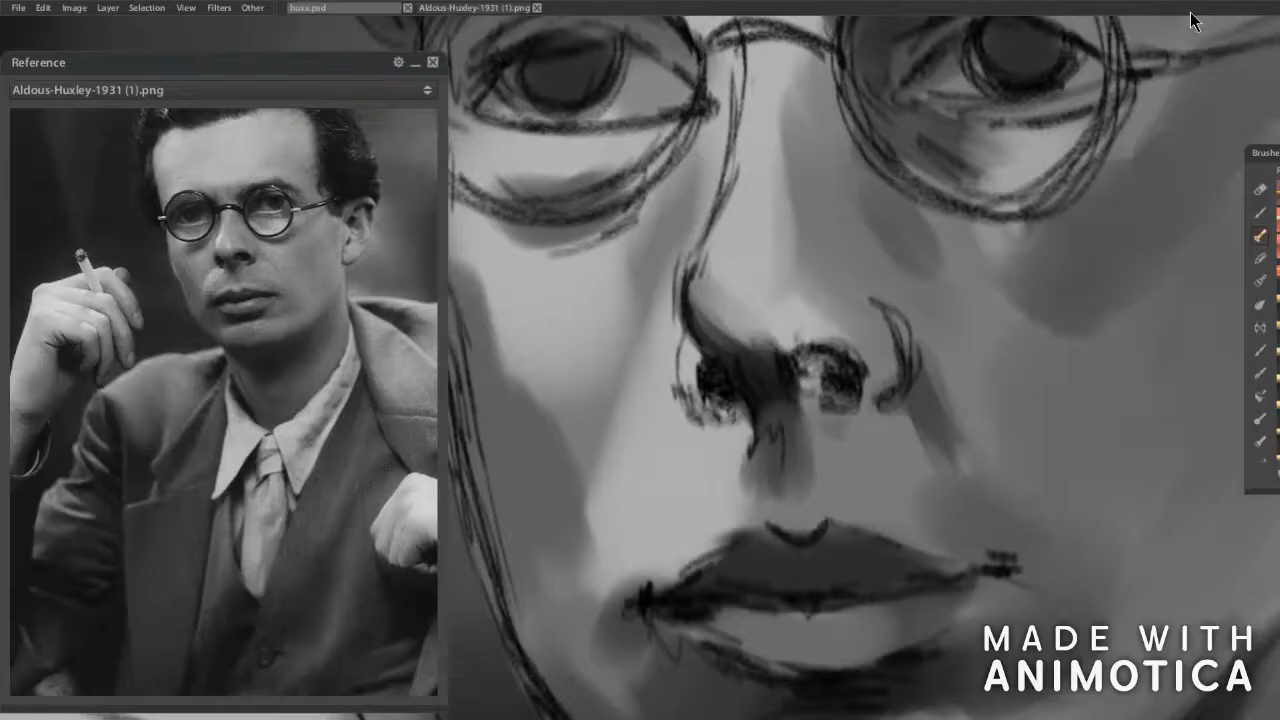 File Edit Image Layer Selection View Filters Other huxx.psd Aldous-Huxley-1931 (1).png
Reference
Aldous-Huxley-1931 (1).png
Brushe
MADE WITH
ANIMOTICA